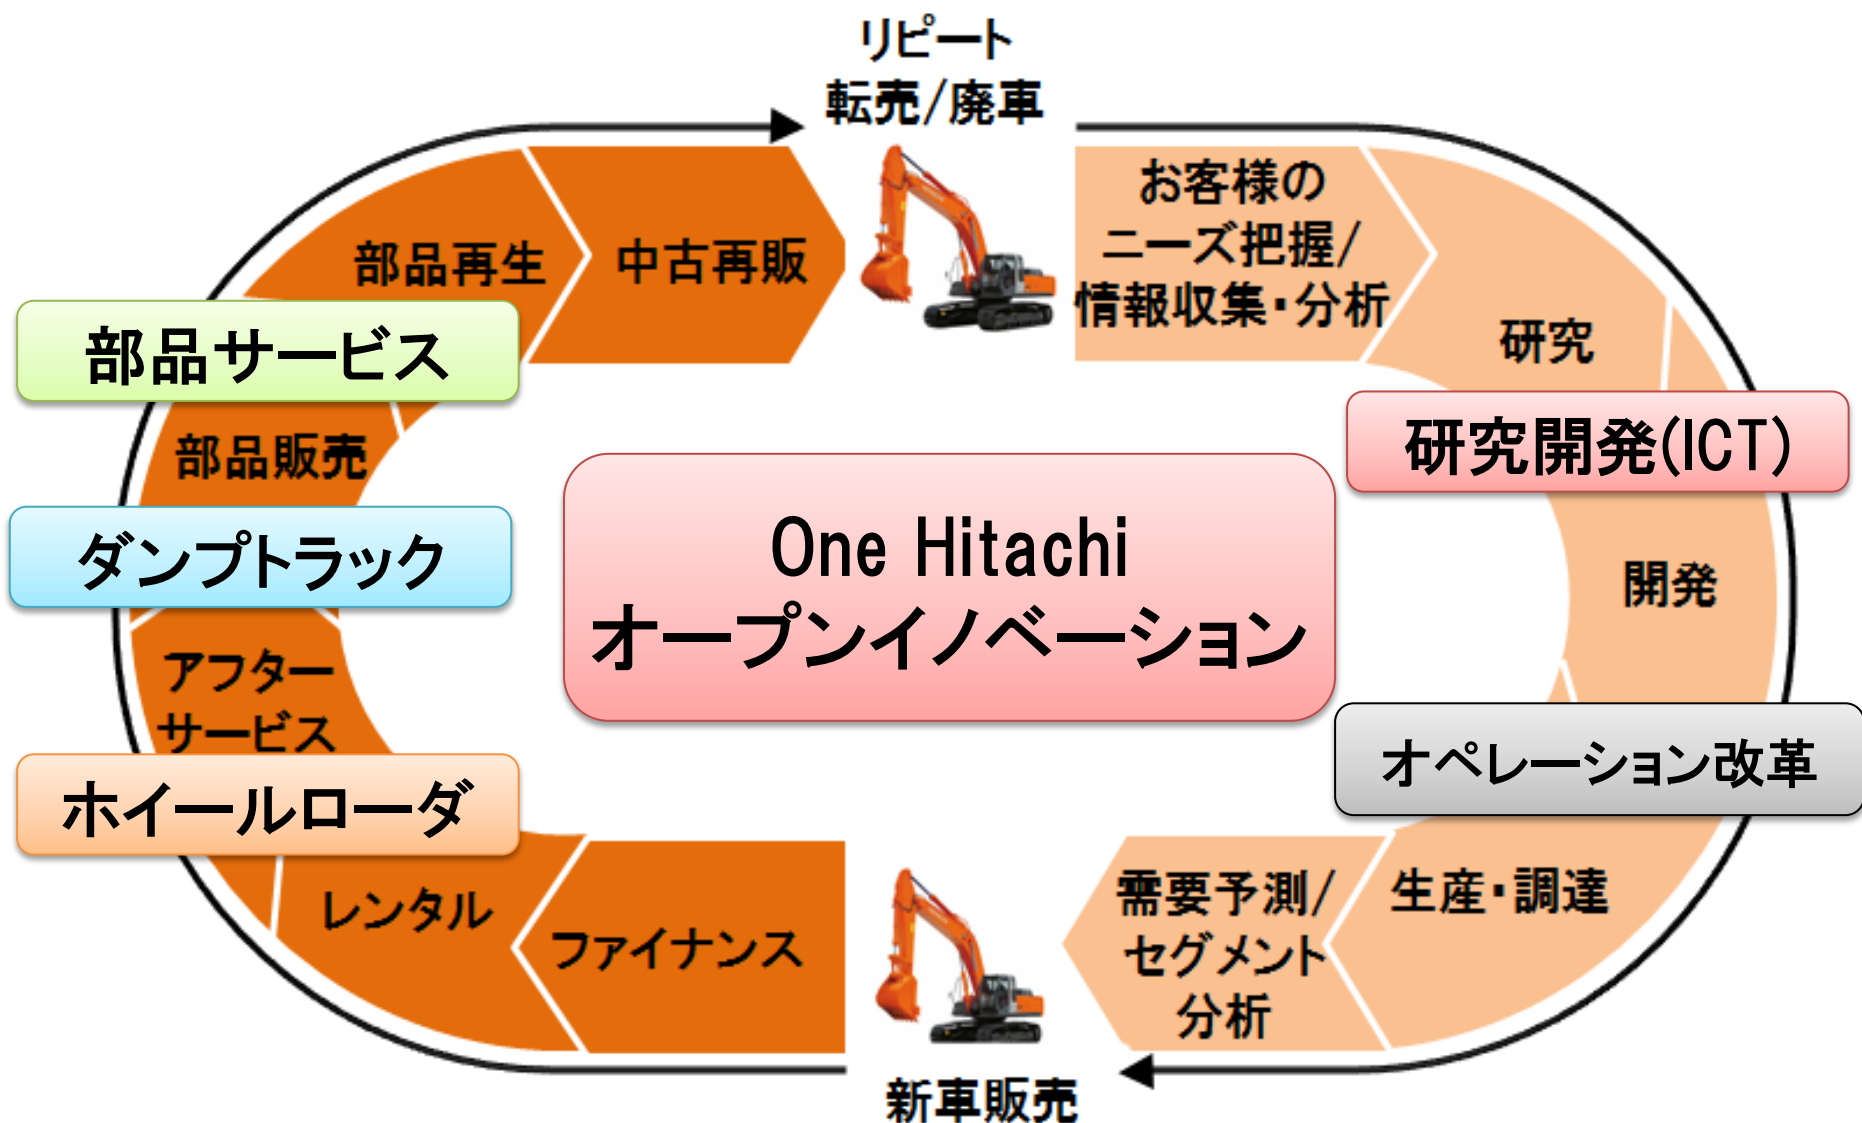 リピート
転売/廃車
お客様の
ニーズ把握/
情報収集・分析
部品再生
中古再販
研究
部品サービス
研究開発(ICT)
部品販売
One Hitachi
オープンイノベーション
ダンプトラック
開発
アフター
サービス
オペレーション改革
ホイールローダ
レンタル
ファイナンス
需要予測/
セグメント
分析
生産・調達
新車販売